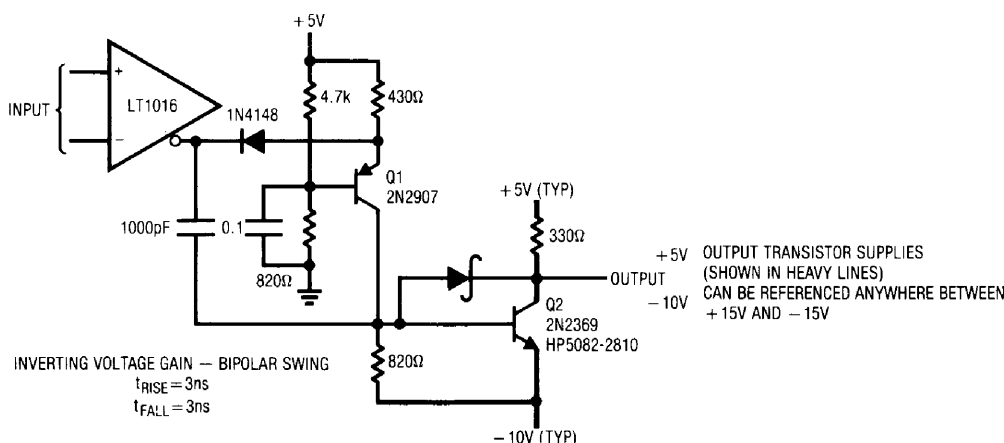 +5V
4.7k
430Ω
INPUT
+
LT1016
−
1N4148
Q1
2N2907
1000pF
0.1
820Ω
+5V (TYP)
330Ω
OUTPUT
+5V
−10V
OUTPUT TRANSISTOR SUPPLIES
(SHOWN IN HEAVY LINES)
CAN BE REFERENCED ANYWHERE BETWEEN
+15V AND −15V
Q2
2N2369
HP5082-2810
820Ω
INVERTING VOLTAGE GAIN — BIPOLAR SWING
tRISE=3ns
tFALL=3ns
−10V (TYP)